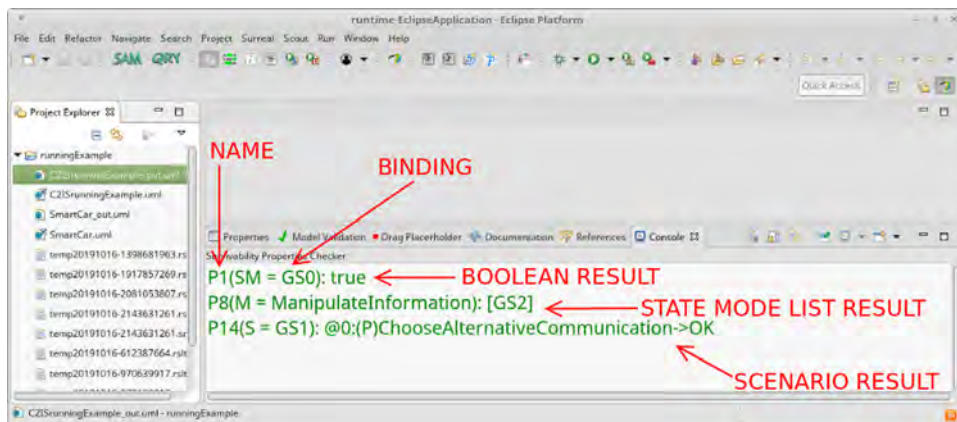 runtime-EclipseApplication - Eclipse Platform
File Edit Refactor Navigate Search Project Surreal Scout Run Window Help
SAM QRY
Quick Access
Project Explorer
runningExample
C2ISrunningExample_out.uml
C2ISrunningExample.uml
SmartCar_out.uml
SmartCar.uml
temp20191016-1398681963.rs
temp20191016-1917857269.rs
temp20191016-2081053807.rs
temp20191016-2143631261.rs
temp20191016-2143631261.sr
temp20191016-612387664.rslt
temp20191016-970639917.rslt
NAME
BINDING
Properties Model Validation Drag Placeholder Documentation References Console
Survivability Properties Checker
P1(SM = GS0): true
BOOLEAN RESULT
P8(M = ManipulateInformation): [GS2]
STATE MODE LIST RESULT
P14(S = GS1): @0:(P)ChooseAlternativeCommunication->OK
SCENARIO RESULT
C2ISrunningExample_out.uml - runningExample